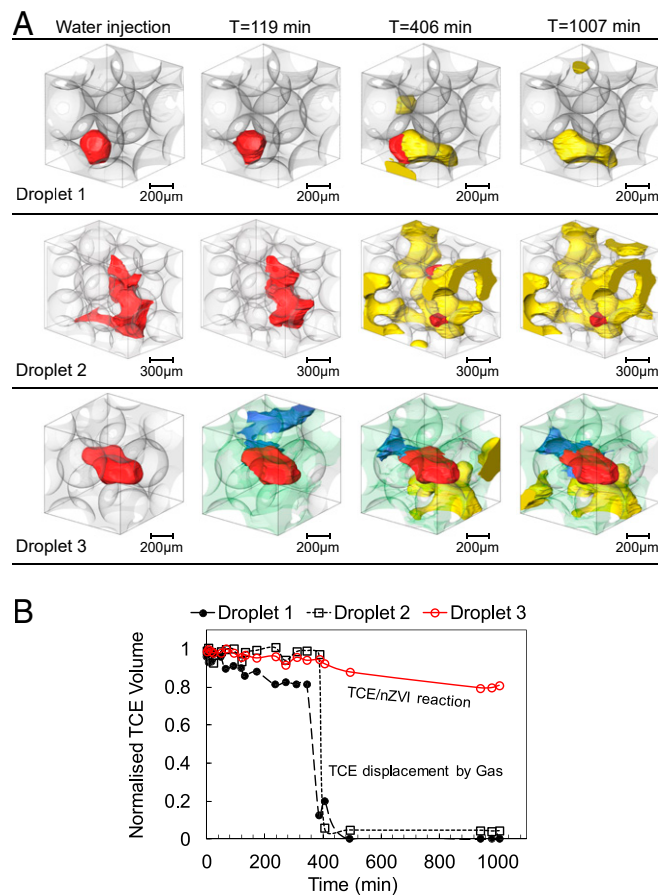 A
Water injection T=119 min T=406 min T=1007 min
Droplet 1 200µm 200µm 200µm 200µm
Droplet 2 300µm 300µm 300µm 300µm
Droplet 3 200µm 200µm 200µm 200µm
B
Droplet 1 Droplet 2 Droplet 3
Normalised TCE Volume
1
0.8
0.6
0.4
0.2
0
TCE/nZVI reaction
TCE displacement by Gas
0 200 400 600 800 1000
Time (min)